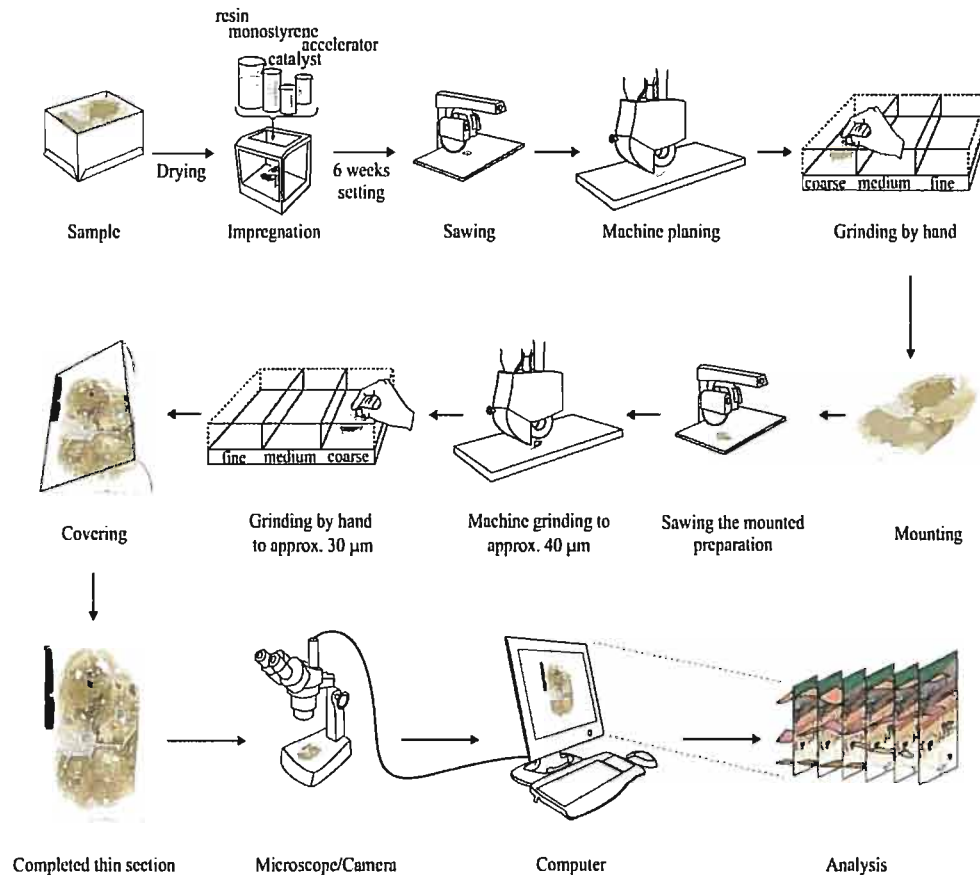 resin
monostyrene
accelerator
catalyst
Drying
6 weeks
setting
coarse medium fine
Sample
Impregnation
Sawing
Machine planing
Grinding by hand
fine medium coarse
Covering
Grinding by hand
to approx. 30 µm
Machine grinding to
approx. 40 µm
Sawing the mounted
preparation
Mounting
Completed thin section
Microscope/Camera
Computer
Analysis